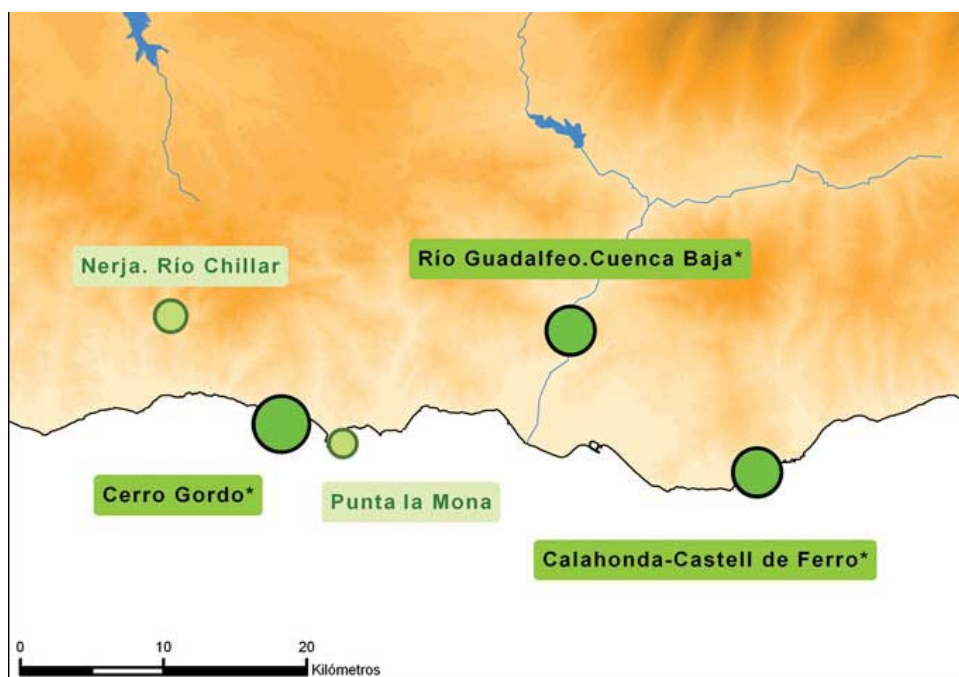 Río Guadalfeo.Cuenca Baja*
Nerja. Río Chillar
Cerro Gordo*
Punta la Mona
Calahonda-Castell de Ferro*
0 10 20
Kilómetros